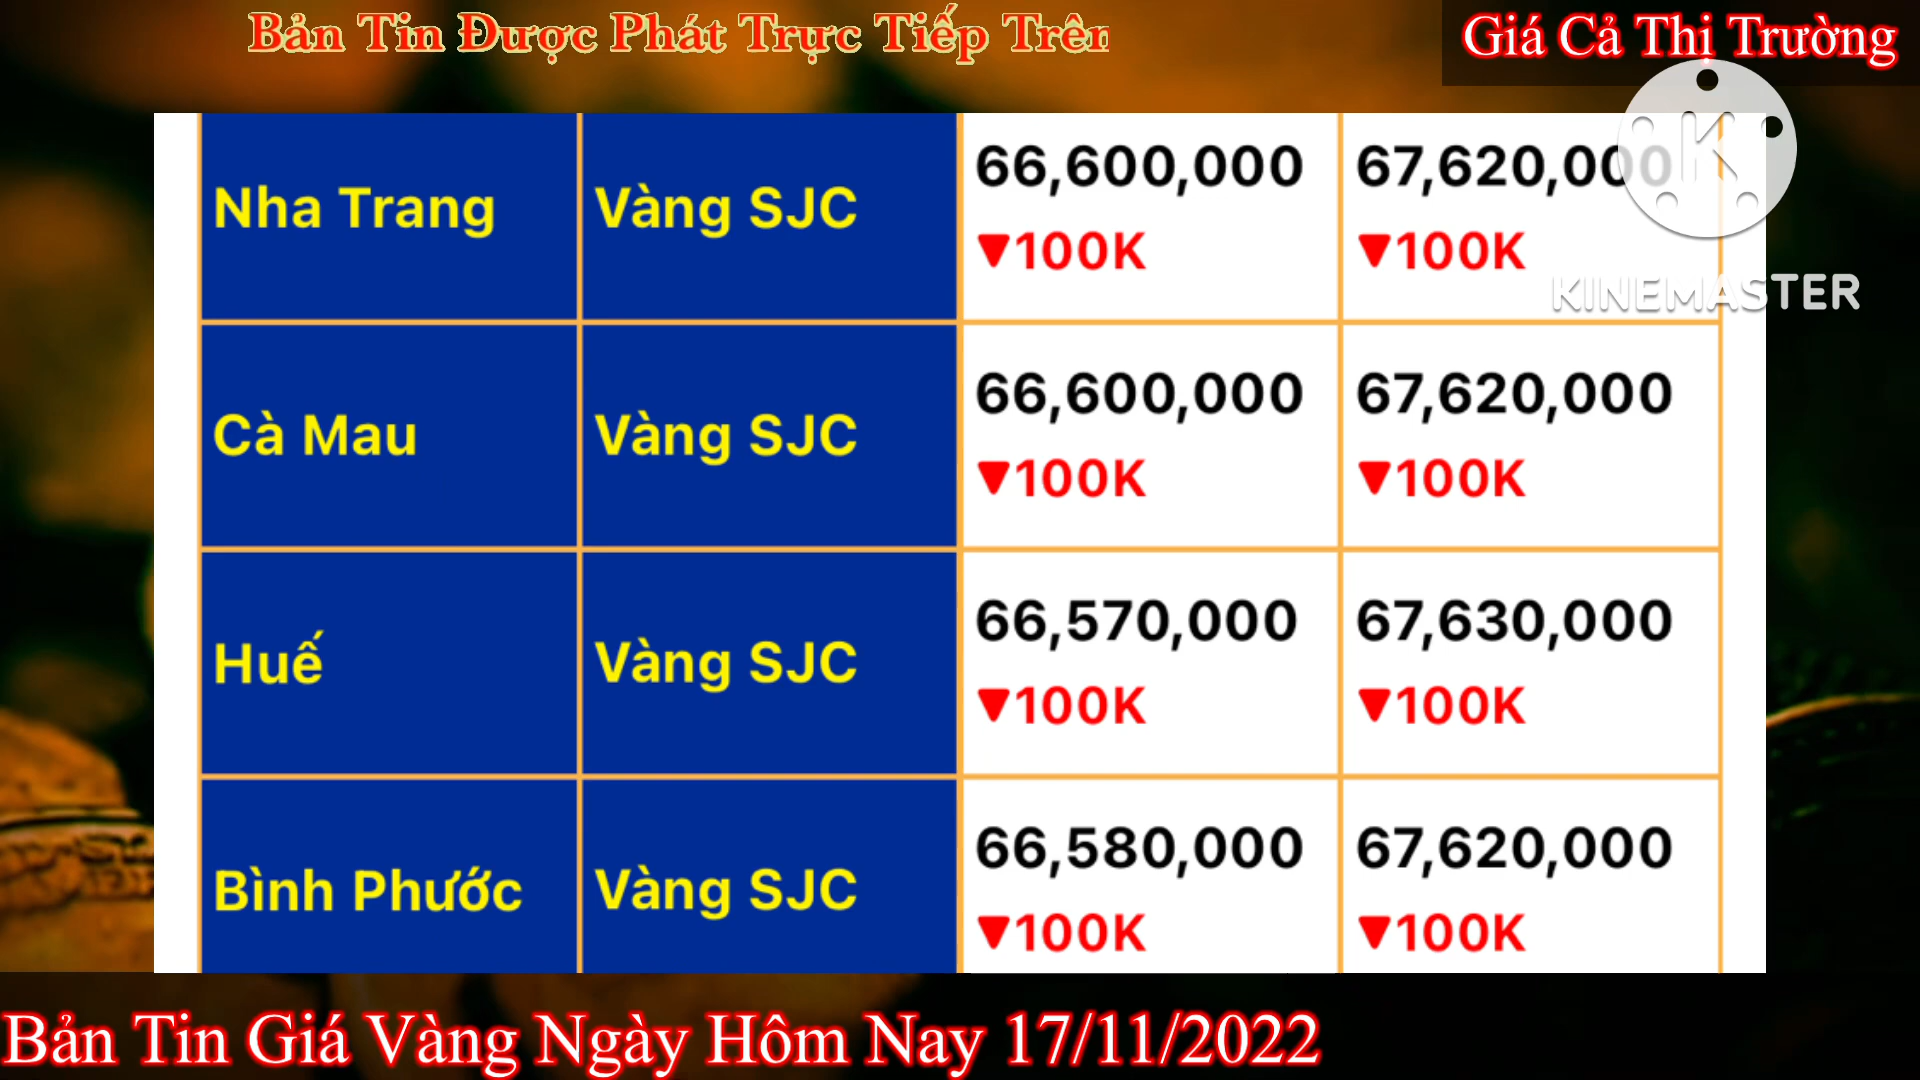 Bản Tin Được Phát Trực Tiếp Trên
Giá Cả Thị Trường
KINEMASTER
Nha Trang Vàng SJC 66,600,000 67,620,000
▼100K ▼100K
Cà Mau Vàng SJC 66,600,000 67,620,000
▼100K ▼100K
Huế Vàng SJC 66,570,000 67,630,000
▼100K ▼100K
Bình Phước Vàng SJC 66,580,000 67,620,000
▼100K ▼100K
Bản Tin Giá Vàng Ngày Hôm Nay 17/11/2022